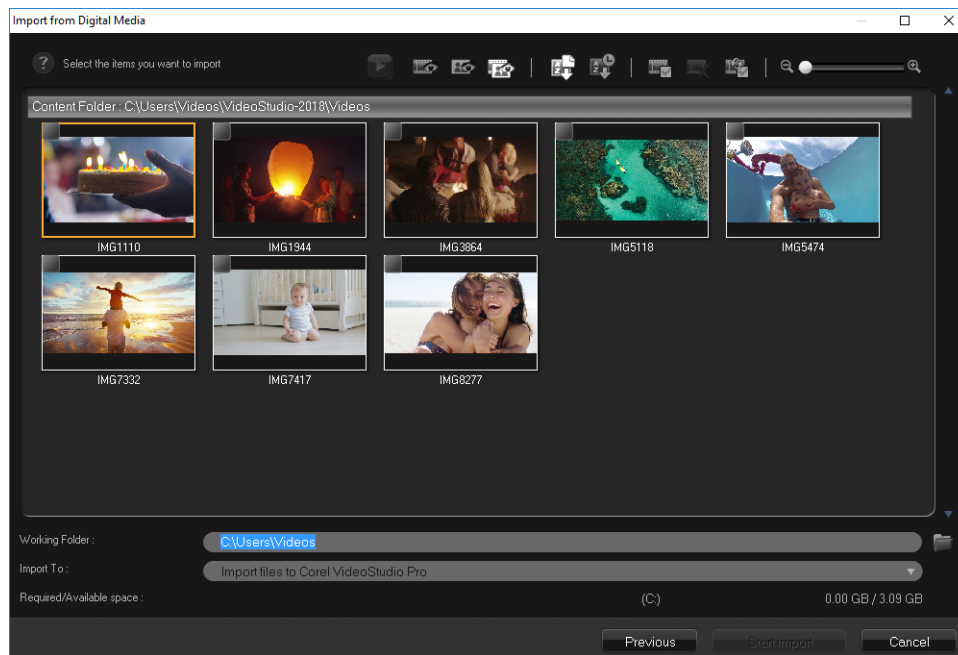 Import from Digital Media
Select the items you want to import
Content Folder : C:\Users\Videos\VideoStudio-2018\Videos
IMG1110
IMG1944
IMG3864
IMG5118
IMG5474
IMG7332
IMG7417
IMG8277
Working Folder :
C:\Users\Videos
Import To :
Import files to Corel VideoStudio Pro
Required/Available space :
(C:)
0.00 GB / 3.09 GB
Previous
Start import
Cancel